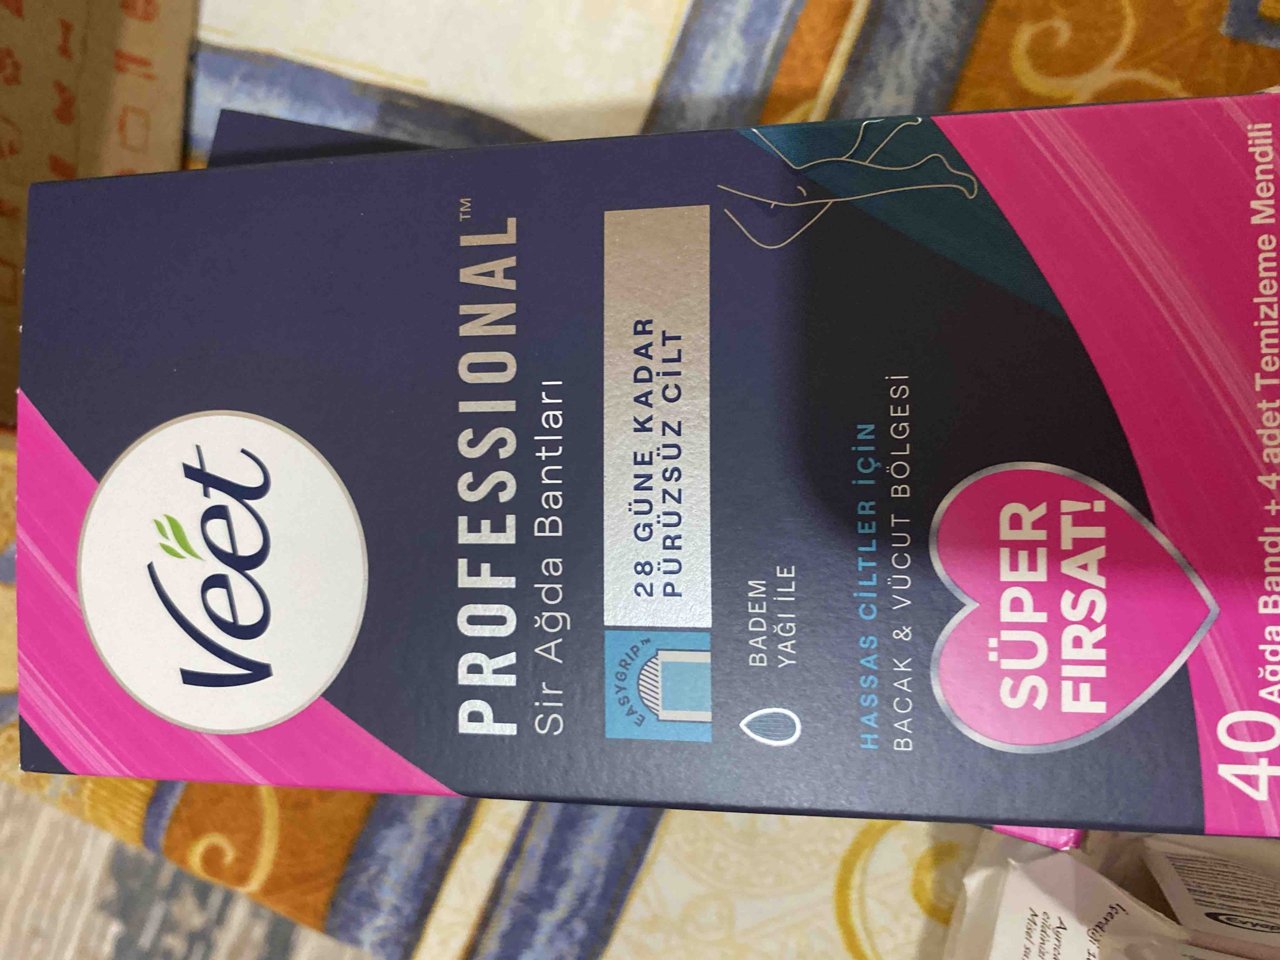 Veet
PROFESSIONAL™
Sir Ağda Bantları
EASYGRIP™
28 GÜNE KADAR
PÜRÜZSÜZ CİLT
BADEM
YAĞI İLE
HASSAS CİLTLER İÇİN
BACAK & VÜCUT BÖLGESİ
SÜPER
FIRSAT!
40 Ağda Bandı + 4 adet Temizleme Mendili